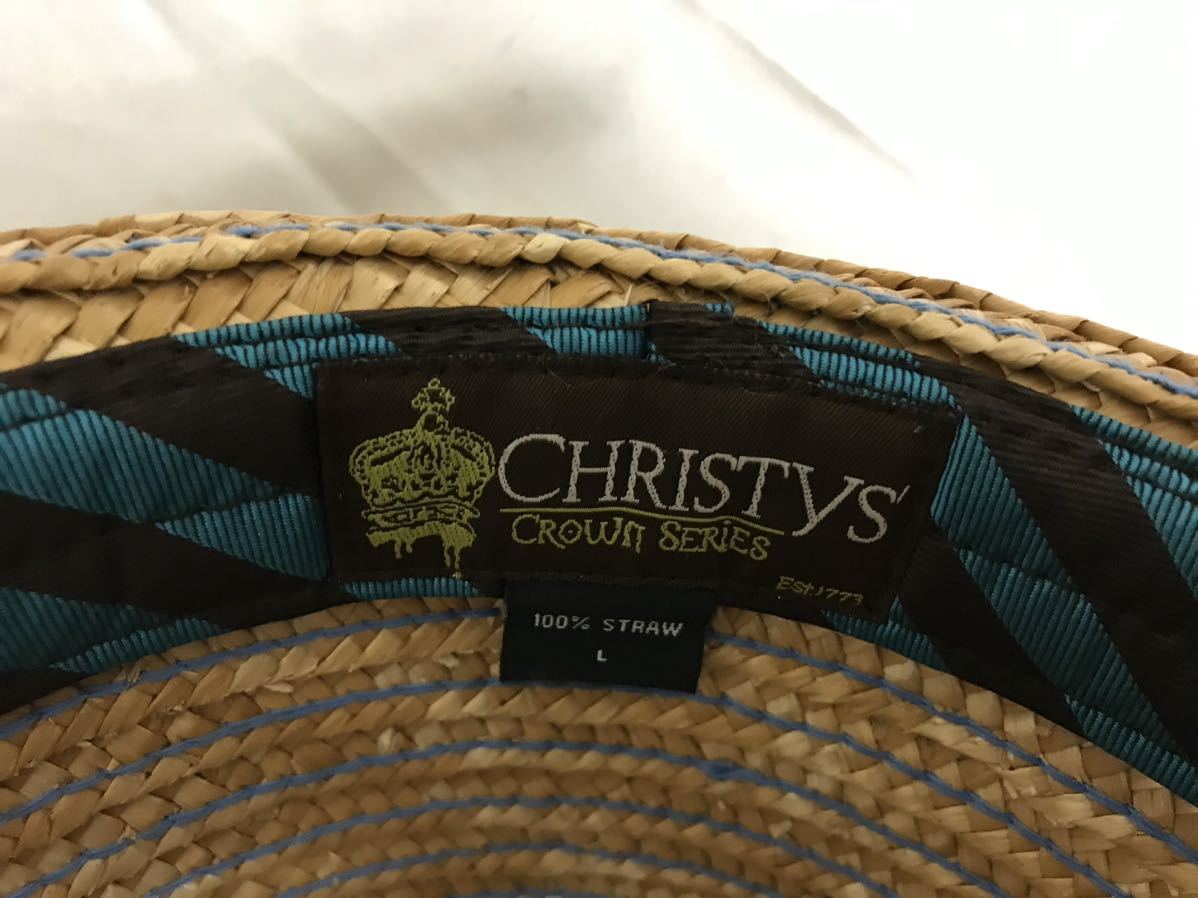 CHRISTYS'
CROWN SERIES
Est.1773
100% STRAW
L